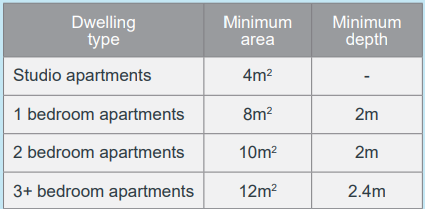 Dwelling type Minimum area Minimum depth
Studio apartments 4m² -
1 bedroom apartments 8m² 2m
2 bedroom apartments 10m² 2m
3+ bedroom apartments 12m² 2.4m